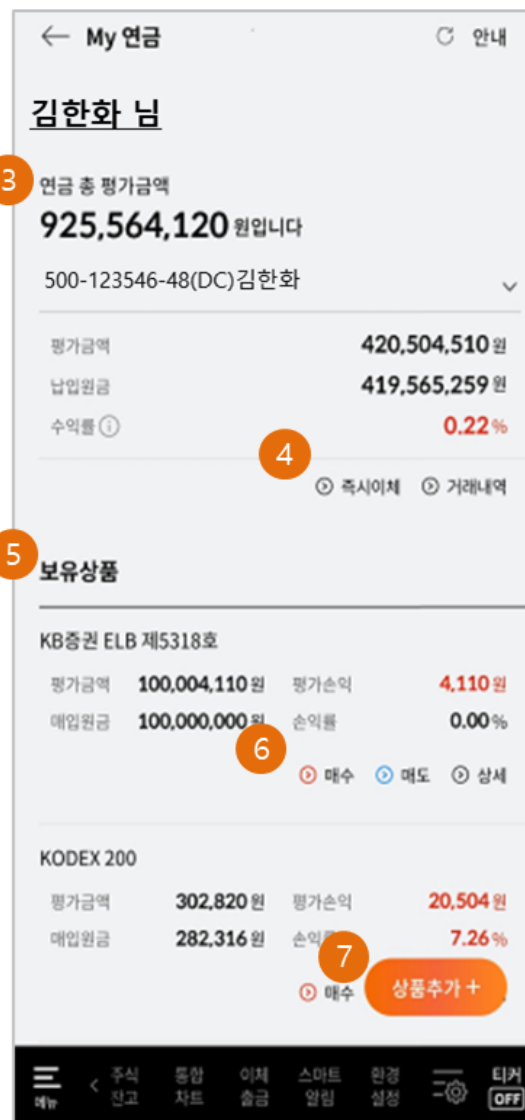 ← My 연금 안내
김한화 님
3 연금 총 평가금액
925,564,120 원입니다
500-123546-48(DC)김한화
평가금액 420,504,510 원
납입원금 419,565,259 원
수익률 0.22 %
4
즉시이체 거래내역
5 보유상품
KB증권 ELB 제5318호
평가금액 100,004,110 원 평가손익 4,110 원
매입원금 100,000,000 원 손익률 0.00 %
6
매수 매도 상세
KODEX 200
평가금액 302,820 원 평가손익 20,504 원
매입원금 282,316 원 7.26 %
7
매수 상품추가 +
메뉴 주식 잔고 통합 차트 이체 출금 스마트 알림 환경 설정 티커 OFF